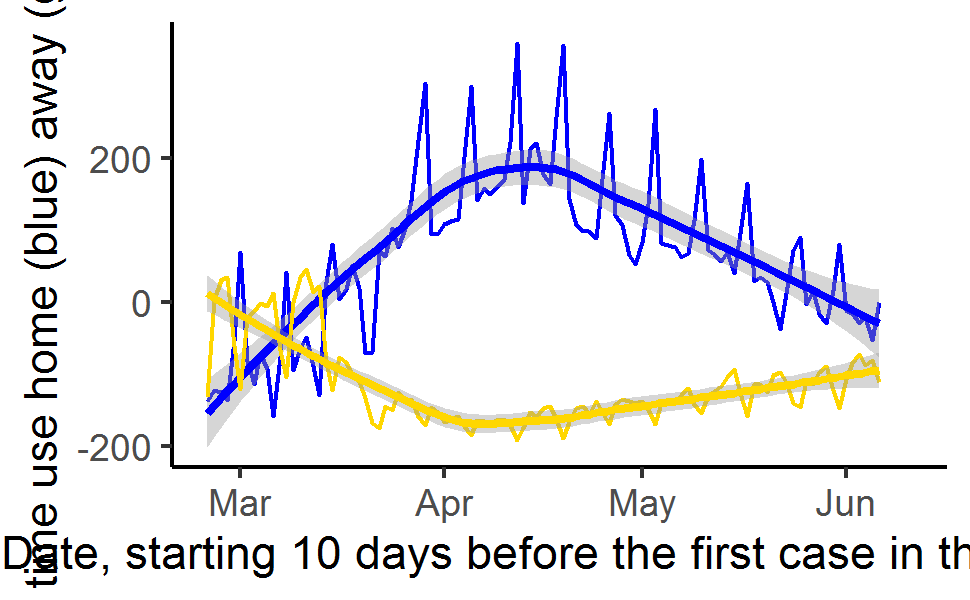 time use home (blue) away (
200
0
-200
Mar Apr May Jun
Date, starting 10 days before the first case in th